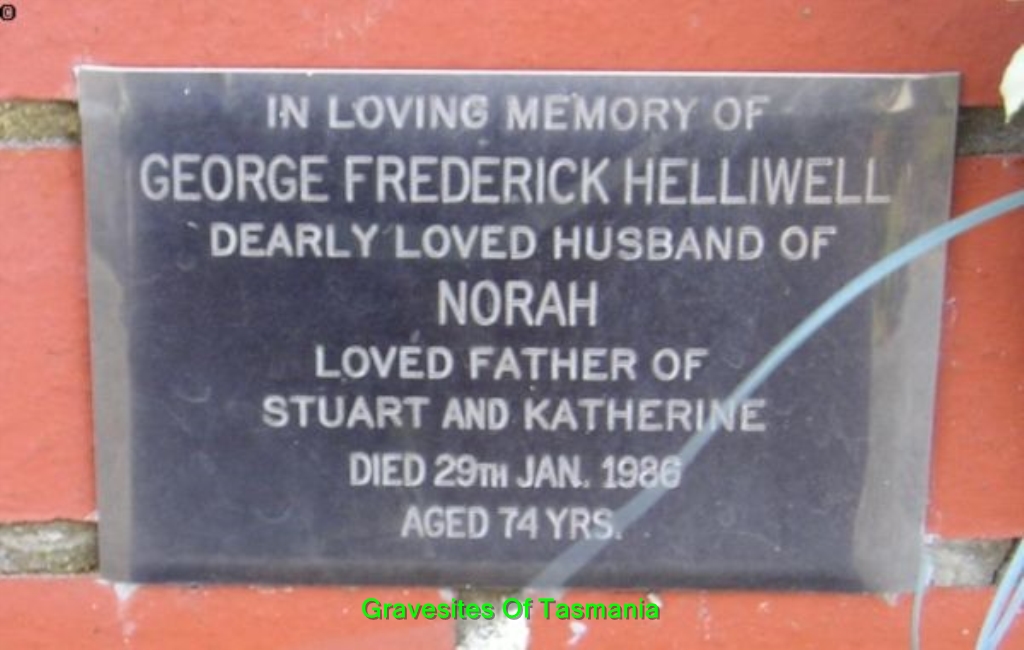 ©
IN LOVING MEMORY OF
GEORGE FREDERICK HELLIWELL
DEARLY LOVED HUSBAND OF
NORAH
LOVED FATHER OF
STUART AND KATHERINE
DIED 29TH JAN. 1986
AGED 74 YRS.
Gravesites Of Tasmania